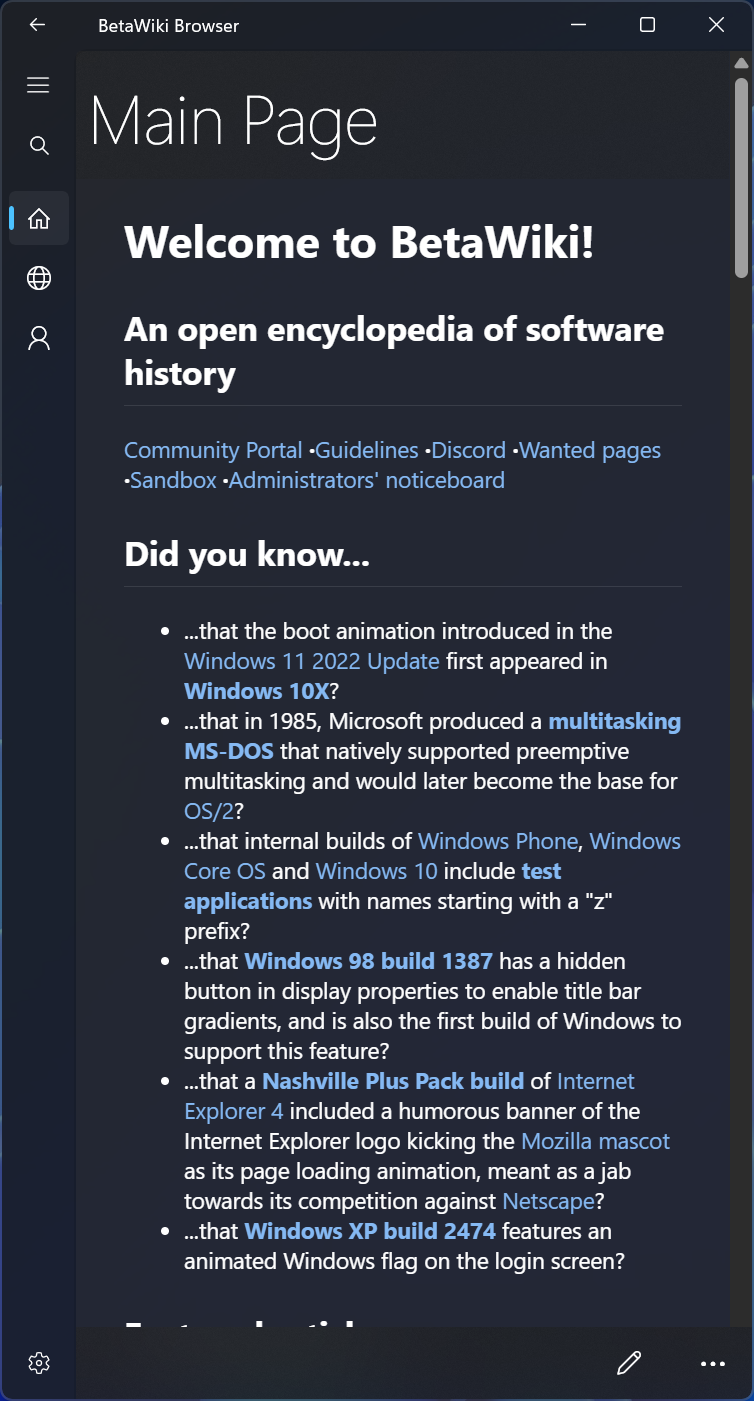 BetaWiki Browser
Main Page
Welcome to BetaWiki!
An open encyclopedia of software
history
Community Portal •Guidelines •Discord •Wanted pages
•Sandbox •Administrators' noticeboard
Did you know...
• ...that the boot animation introduced in the
Windows 11 2022 Update first appeared in
Windows 10X?
• ...that in 1985, Microsoft produced a multitasking
MS-DOS that natively supported preemptive
multitasking and would later become the base for
OS/2?
• ...that internal builds of Windows Phone, Windows
Core OS and Windows 10 include test
applications with names starting with a "z"
prefix?
• ...that Windows 98 build 1387 has a hidden
button in display properties to enable title bar
gradients, and is also the first build of Windows to
support this feature?
• ...that a Nashville Plus Pack build of Internet
Explorer 4 included a humorous banner of the
Internet Explorer logo kicking the Mozilla mascot
as its page loading animation, meant as a jab
towards its competition against Netscape?
• ...that Windows XP build 2474 features an
animated Windows flag on the login screen?